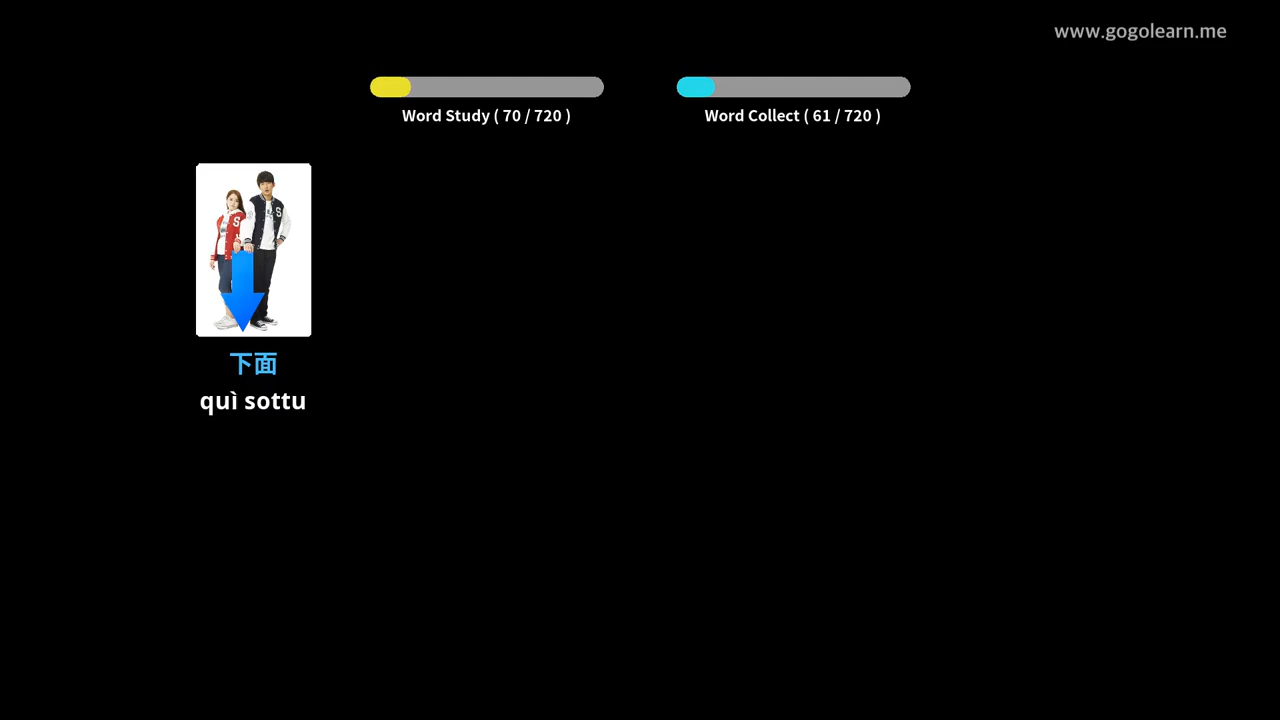 www.gogolearn.me
Word Study ( 70 / 720 )
Word Collect ( 61 / 720 )
S
S
下面
quì sottu